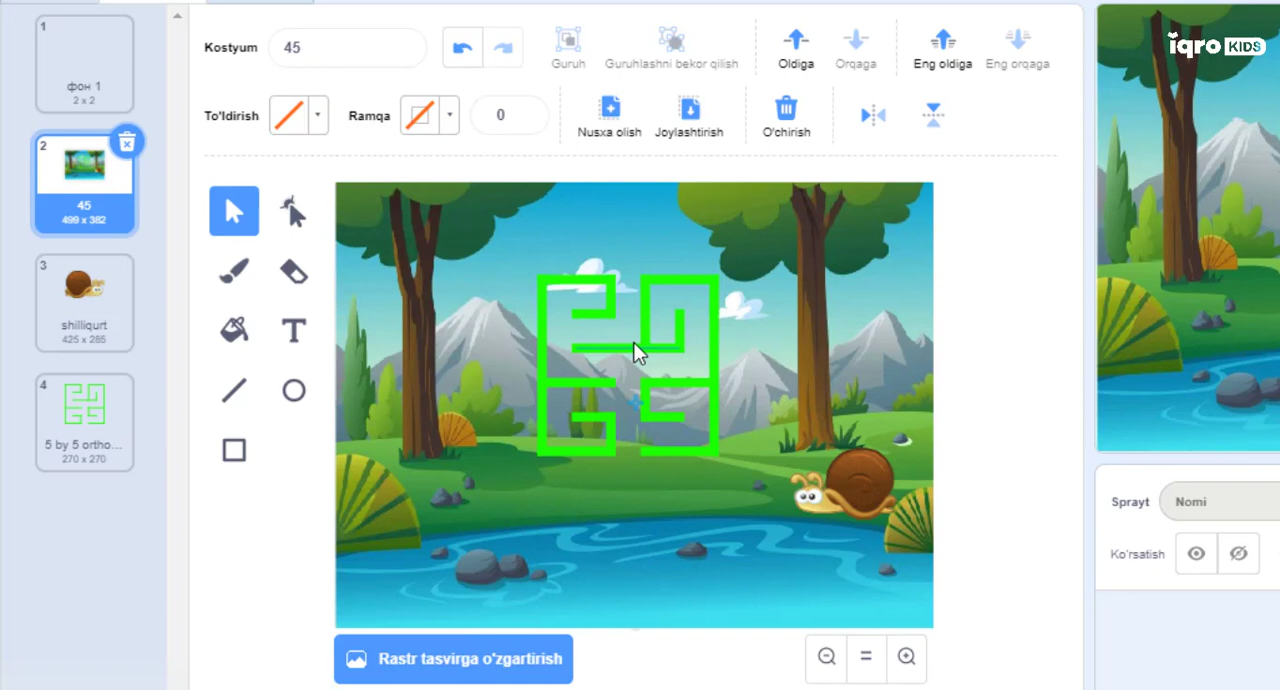 1
фон 1
2 x 2
2
45
499 x 382
3
shilliqurt
425 x 285
4
5 by 5 ortho...
270 x 270
Kostyum
45
Guruh
Guruhlashni bekor qilish
Oldiga
Orqaga
Eng oldiga
Eng orqaga
To'ldirish
Ramqa
0
Nusxa olish
Joylashtirish
O'chirish
T
Rastr tasvirga o'zgartirish
iqro KIDS
Sprayt
Nomi
Ko'rsatish